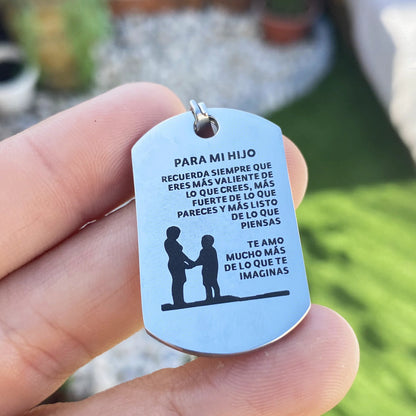 PARA MI HIJO
RECUERDA SIEMPRE QUE
ERES MÁS VALIENTE DE
LO QUE CREES, MÁS
FUERTE DE LO QUE
PARECES Y MÁS LISTO
DE LO QUE
PIENSAS
TE AMO
MUCHO MÁS
DE LO QUE TE
IMAGINAS